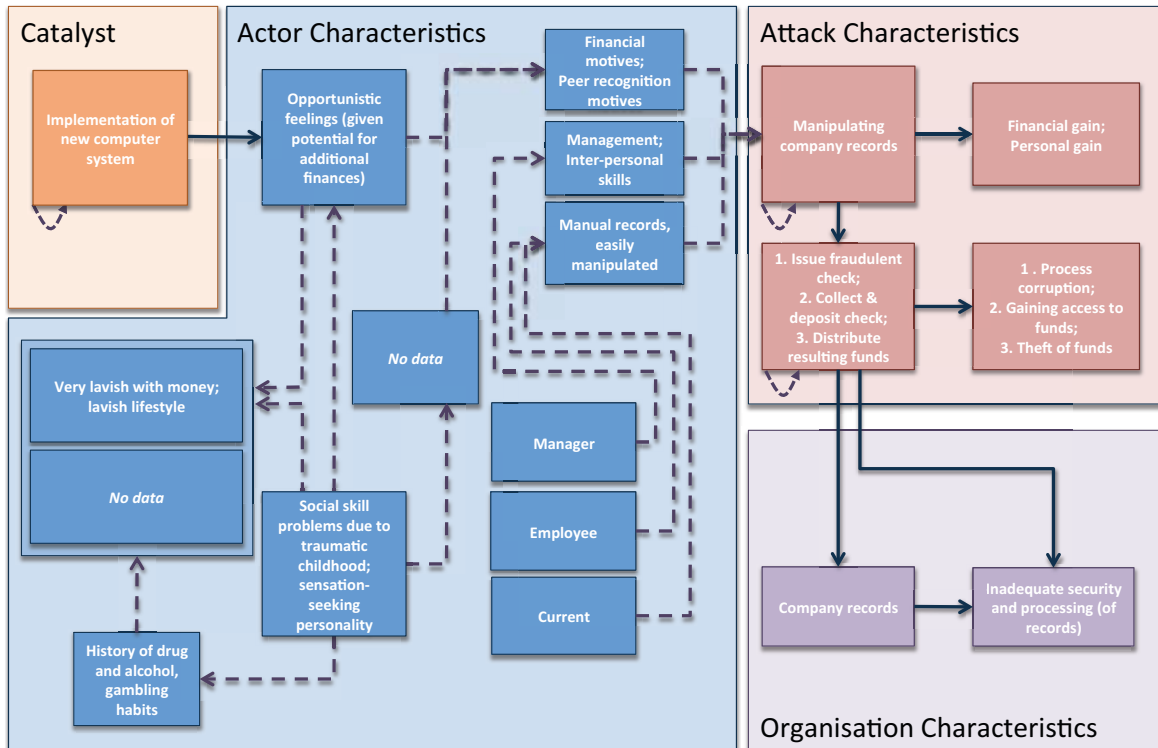 Catalyst
Implementation of
new computer
system
Actor Characteristics
Opportunistic
feelings (given
potential for
additional
finances)
Financial
motives;
Peer recognition
motives
Management;
Inter-personal
skills
Manual records,
easily
manipulated
No data
Very lavish with money;
lavish lifestyle
No data
Social skill
problems due to
traumatic
childhood;
sensation-
seeking
personality
History of drug
and alcohol,
gambling
habits
Manager
Employee
Current
Attack Characteristics
Manipulating
company records
Financial gain;
Personal gain
1. Issue fraudulent
check;
2. Collect &
deposit check;
3. Distribute
resulting funds
1 . Process
corruption;
2. Gaining access to
funds;
3. Theft of funds
Company records
Inadequate security
and processing (of
records)
Organisation Characteristics